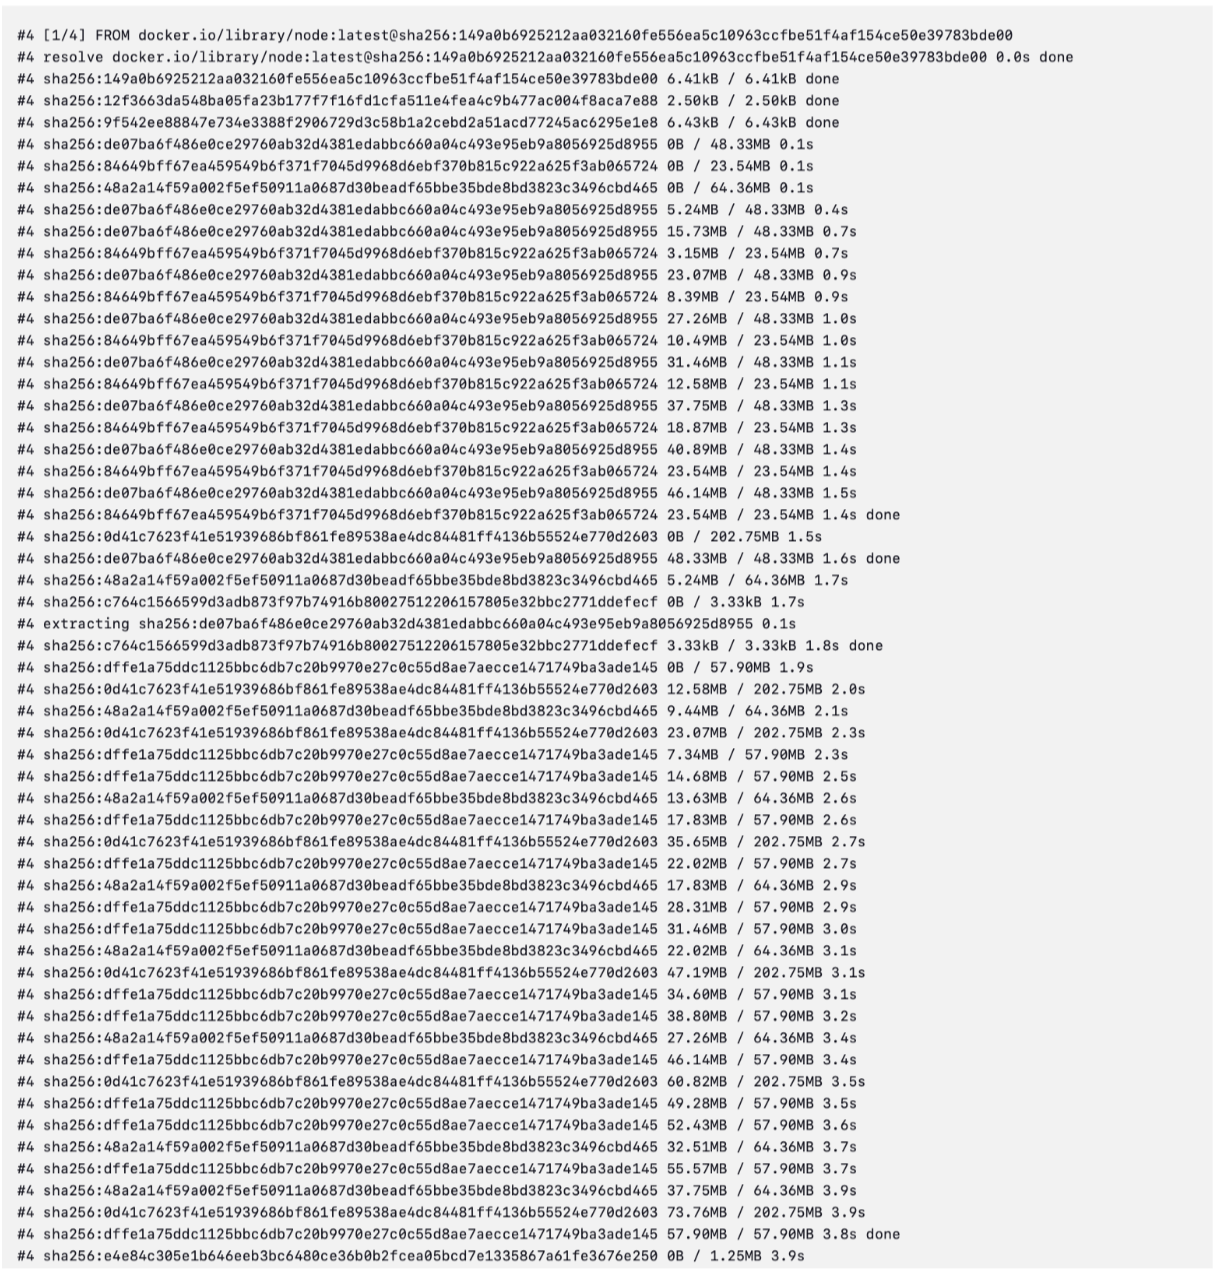 #4 [1/4] FROM docker.io/library/node:latest@sha256:149a0b6925212aa032160fe556ea5c10963ccfbe51f4af154ce50e39783bde00
#4 resolve docker.io/library/node:latest@sha256:149a0b6925212aa032160fe556ea5c10963ccfbe51f4af154ce50e39783bde00 0.0s done
#4 sha256:149a0b6925212aa032160fe556ea5c10963ccfbe51f4af154ce50e39783bde00 6.41kB / 6.41kB done
#4 sha256:12f3663da548ba05fa23b177f7f16fd1cfa511e4fea4c9b477ac004f8aca7e88 2.50kB / 2.50kB done
#4 sha256:9f542ee88847e734e3388f2906729d3c58b1a2cebd2a51acd77245ac6295e1e8 6.43kB / 6.43kB done
#4 sha256:de07ba6f486e0ce29760ab32d4381edabbc660a04c493e95eb9a8056925d8955 0B / 48.33MB 0.1s
#4 sha256:84649bff67ea459549b6f371f7045d9968d6ebf370b815c922a625f3ab065724 0B / 23.54MB 0.1s
#4 sha256:48a2a14f59a002f5ef50911a0687d30beadf65bbe35bde8bd3823c3496cbd465 0B / 64.36MB 0.1s
#4 sha256:de07ba6f486e0ce29760ab32d4381edabbc660a04c493e95eb9a8056925d8955 5.24MB / 48.33MB 0.4s
#4 sha256:de07ba6f486e0ce29760ab32d4381edabbc660a04c493e95eb9a8056925d8955 15.73MB / 48.33MB 0.7s
#4 sha256:84649bff67ea459549b6f371f7045d9968d6ebf370b815c922a625f3ab065724 3.15MB / 23.54MB 0.7s
#4 sha256:de07ba6f486e0ce29760ab32d4381edabbc660a04c493e95eb9a8056925d8955 23.07MB / 48.33MB 0.9s
#4 sha256:84649bff67ea459549b6f371f7045d9968d6ebf370b815c922a625f3ab065724 8.39MB / 23.54MB 0.9s
#4 sha256:de07ba6f486e0ce29760ab32d4381edabbc660a04c493e95eb9a8056925d8955 27.26MB / 48.33MB 1.0s
#4 sha256:84649bff67ea459549b6f371f7045d9968d6ebf370b815c922a625f3ab065724 10.49MB / 23.54MB 1.0s
#4 sha256:de07ba6f486e0ce29760ab32d4381edabbc660a04c493e95eb9a8056925d8955 31.46MB / 48.33MB 1.1s
#4 sha256:84649bff67ea459549b6f371f7045d9968d6ebf370b815c922a625f3ab065724 12.58MB / 23.54MB 1.1s
#4 sha256:de07ba6f486e0ce29760ab32d4381edabbc660a04c493e95eb9a8056925d8955 37.75MB / 48.33MB 1.3s
#4 sha256:84649bff67ea459549b6f371f7045d9968d6ebf370b815c922a625f3ab065724 18.87MB / 23.54MB 1.3s
#4 sha256:de07ba6f486e0ce29760ab32d4381edabbc660a04c493e95eb9a8056925d8955 40.89MB / 48.33MB 1.4s
#4 sha256:84649bff67ea459549b6f371f7045d9968d6ebf370b815c922a625f3ab065724 23.54MB / 23.54MB 1.4s
#4 sha256:de07ba6f486e0ce29760ab32d4381edabbc660a04c493e95eb9a8056925d8955 46.14MB / 48.33MB 1.5s
#4 sha256:84649bff67ea459549b6f371f7045d9968d6ebf370b815c922a625f3ab065724 23.54MB / 23.54MB 1.4s done
#4 sha256:0d41c7623f41e51939686bf861fe89538ae4dc84481ff4136b55524e770d2603 0B / 202.75MB 1.5s
#4 sha256:de07ba6f486e0ce29760ab32d4381edabbc660a04c493e95eb9a8056925d8955 48.33MB / 48.33MB 1.6s done
#4 sha256:48a2a14f59a002f5ef50911a0687d30beadf65bbe35bde8bd3823c3496cbd465 5.24MB / 64.36MB 1.7s
#4 sha256:c764c1566599d3adb873f97b74916b80027512206157805e32bbc2771ddefecf 0B / 3.33kB 1.7s
#4 extracting sha256:de07ba6f486e0ce29760ab32d4381edabbc660a04c493e95eb9a8056925d8955 0.1s
#4 sha256:c764c1566599d3adb873f97b74916b80027512206157805e32bbc2771ddefecf 3.33kB / 3.33kB 1.8s done
#4 sha256:dffe1a75ddc1125bbc6db7c20b9970e27c0c55d8ae7aecce1471749ba3ade145 0B / 57.90MB 1.9s
#4 sha256:0d41c7623f41e51939686bf861fe89538ae4dc84481ff4136b55524e770d2603 12.58MB / 202.75MB 2.0s
#4 sha256:48a2a14f59a002f5ef50911a0687d30beadf65bbe35bde8bd3823c3496cbd465 9.44MB / 64.36MB 2.1s
#4 sha256:0d41c7623f41e51939686bf861fe89538ae4dc84481ff4136b55524e770d2603 23.07MB / 202.75MB 2.3s
#4 sha256:dffe1a75ddc1125bbc6db7c20b9970e27c0c55d8ae7aecce1471749ba3ade145 7.34MB / 57.90MB 2.3s
#4 sha256:dffe1a75ddc1125bbc6db7c20b9970e27c0c55d8ae7aecce1471749ba3ade145 14.68MB / 57.90MB 2.5s
#4 sha256:48a2a14f59a002f5ef50911a0687d30beadf65bbe35bde8bd3823c3496cbd465 13.63MB / 64.36MB 2.6s
#4 sha256:dffe1a75ddc1125bbc6db7c20b9970e27c0c55d8ae7aecce1471749ba3ade145 17.83MB / 57.90MB 2.6s
#4 sha256:0d41c7623f41e51939686bf861fe89538ae4dc84481ff4136b55524e770d2603 35.65MB / 202.75MB 2.7s
#4 sha256:dffe1a75ddc1125bbc6db7c20b9970e27c0c55d8ae7aecce1471749ba3ade145 22.02MB / 57.90MB 2.7s
#4 sha256:48a2a14f59a002f5ef50911a0687d30beadf65bbe35bde8bd3823c3496cbd465 17.83MB / 64.36MB 2.9s
#4 sha256:dffe1a75ddc1125bbc6db7c20b9970e27c0c55d8ae7aecce1471749ba3ade145 28.31MB / 57.90MB 2.9s
#4 sha256:dffe1a75ddc1125bbc6db7c20b9970e27c0c55d8ae7aecce1471749ba3ade145 31.46MB / 57.90MB 3.0s
#4 sha256:48a2a14f59a002f5ef50911a0687d30beadf65bbe35bde8bd3823c3496cbd465 22.02MB / 64.36MB 3.1s
#4 sha256:0d41c7623f41e51939686bf861fe89538ae4dc84481ff4136b55524e770d2603 47.19MB / 202.75MB 3.1s
#4 sha256:dffe1a75ddc1125bbc6db7c20b9970e27c0c55d8ae7aecce1471749ba3ade145 34.60MB / 57.90MB 3.1s
#4 sha256:dffe1a75ddc1125bbc6db7c20b9970e27c0c55d8ae7aecce1471749ba3ade145 38.80MB / 57.90MB 3.2s
#4 sha256:48a2a14f59a002f5ef50911a0687d30beadf65bbe35bde8bd3823c3496cbd465 27.26MB / 64.36MB 3.4s
#4 sha256:dffe1a75ddc1125bbc6db7c20b9970e27c0c55d8ae7aecce1471749ba3ade145 46.14MB / 57.90MB 3.4s
#4 sha256:0d41c7623f41e51939686bf861fe89538ae4dc84481ff4136b55524e770d2603 60.82MB / 202.75MB 3.5s
#4 sha256:dffe1a75ddc1125bbc6db7c20b9970e27c0c55d8ae7aecce1471749ba3ade145 49.28MB / 57.90MB 3.5s
#4 sha256:dffe1a75ddc1125bbc6db7c20b9970e27c0c55d8ae7aecce1471749ba3ade145 52.43MB / 57.90MB 3.6s
#4 sha256:48a2a14f59a002f5ef50911a0687d30beadf65bbe35bde8bd3823c3496cbd465 32.51MB / 64.36MB 3.7s
#4 sha256:dffe1a75ddc1125bbc6db7c20b9970e27c0c55d8ae7aecce1471749ba3ade145 55.57MB / 57.90MB 3.7s
#4 sha256:48a2a14f59a002f5ef50911a0687d30beadf65bbe35bde8bd3823c3496cbd465 37.75MB / 64.36MB 3.9s
#4 sha256:0d41c7623f41e51939686bf861fe89538ae4dc84481ff4136b55524e770d2603 73.76MB / 202.75MB 3.9s
#4 sha256:dffe1a75ddc1125bbc6db7c20b9970e27c0c55d8ae7aecce1471749ba3ade145 57.90MB / 57.90MB 3.8s done
#4 sha256:e4e84c305e1b646eeb3bc6480ce36b0b2fcea05bcd7e1335867a61fe3676e250 0B / 1.25MB 3.9s